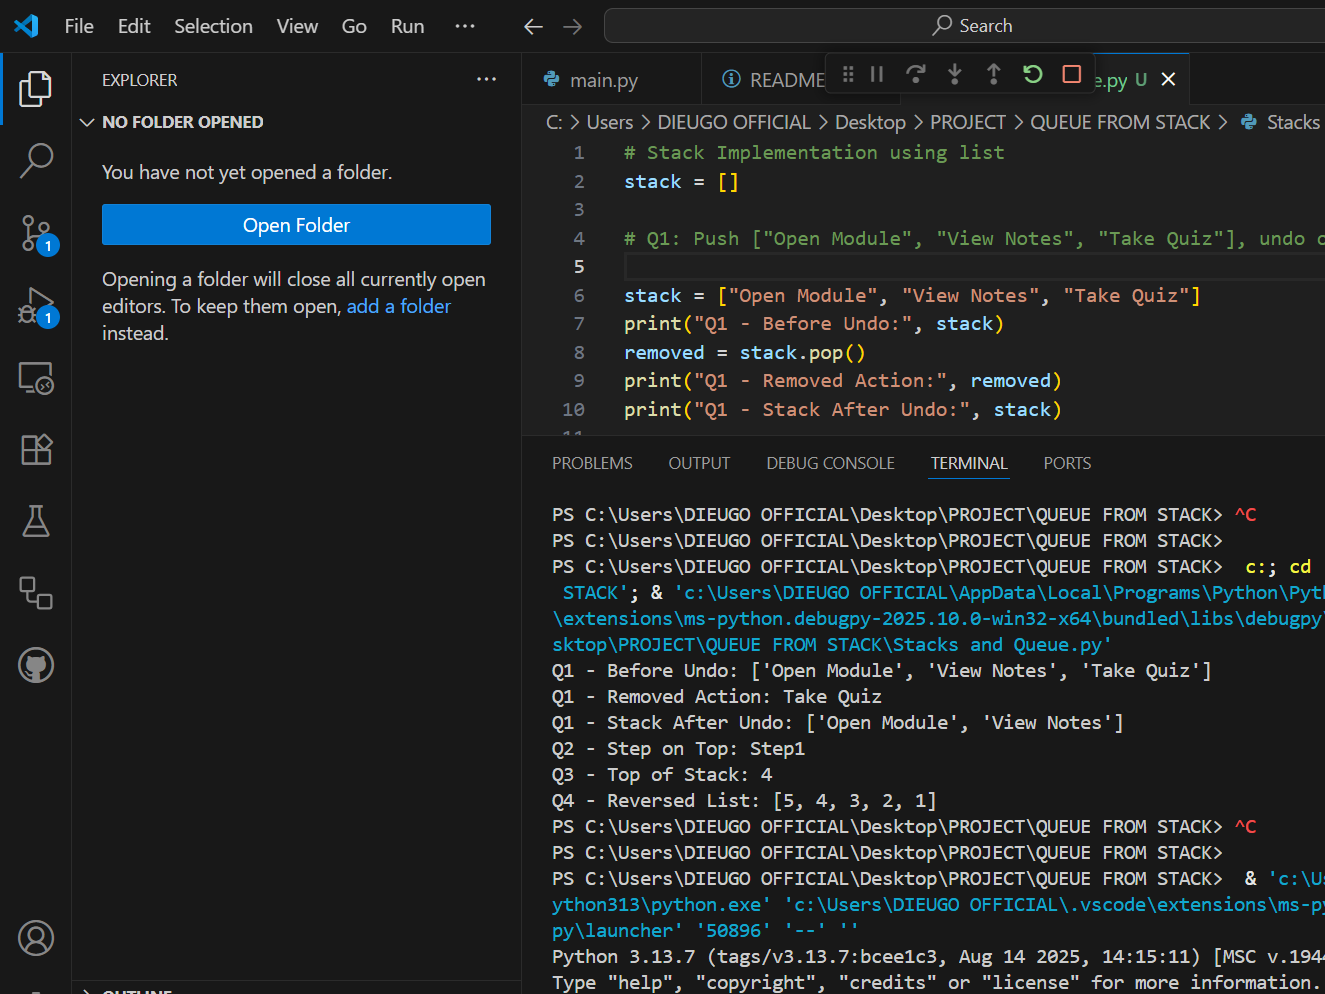 File Edit Selection View Go Run ··· Search
EXPLORER ···
NO FOLDER OPENED
You have not yet opened a folder.
Open Folder
Opening a folder will close all currently open
editors. To keep them open, add a folder
instead.
1
1
main.py README e.py U
C: > Users > DIEUGO OFFICIAL > Desktop > PROJECT > QUEUE FROM STACK > Stacks
1 # Stack Implementation using list
2 stack = []
3
4 # Q1: Push ["Open Module", "View Notes", "Take Quiz"], undo
5
6 stack = ["Open Module", "View Notes", "Take Quiz"]
7 print("Q1 - Before Undo:", stack)
8 removed = stack.pop()
9 print("Q1 - Removed Action:", removed)
10 print("Q1 - Stack After Undo:", stack)
11
PROBLEMS OUTPUT DEBUG CONSOLE TERMINAL PORTS
PS C:\Users\DIEUGO OFFICIAL\Desktop\PROJECT\QUEUE FROM STACK> ^C
PS C:\Users\DIEUGO OFFICIAL\Desktop\PROJECT\QUEUE FROM STACK>
PS C:\Users\DIEUGO OFFICIAL\Desktop\PROJECT\QUEUE FROM STACK> c:; cd
STACK'; & 'c:\Users\DIEUGO OFFICIAL\AppData\Local\Programs\Python\Pyt
\extensions\ms-python.debugpy-2025.10.0-win32-x64\bundled\libs\debugpy
sktop\PROJECT\QUEUE FROM STACK\Stacks and Queue.py'
Q1 - Before Undo: ['Open Module', 'View Notes', 'Take Quiz']
Q1 - Removed Action: Take Quiz
Q1 - Stack After Undo: ['Open Module', 'View Notes']
Q2 - Step on Top: Step1
Q3 - Top of Stack: 4
Q4 - Reversed List: [5, 4, 3, 2, 1]
PS C:\Users\DIEUGO OFFICIAL\Desktop\PROJECT\QUEUE FROM STACK> ^C
PS C:\Users\DIEUGO OFFICIAL\Desktop\PROJECT\QUEUE FROM STACK>
PS C:\Users\DIEUGO OFFICIAL\Desktop\PROJECT\QUEUE FROM STACK> & 'c:\Us
ython313\python.exe' 'c:\Users\DIEUGO OFFICIAL\.vscode\extensions\ms-py
py\launcher' '50896' '--' ''
Python 3.13.7 (tags/v3.13.7:bcee1c3, Aug 14 2025, 14:15:11) [MSC v.194
Type "help", "copyright", "credits" or "license" for more information.
OUTLINE